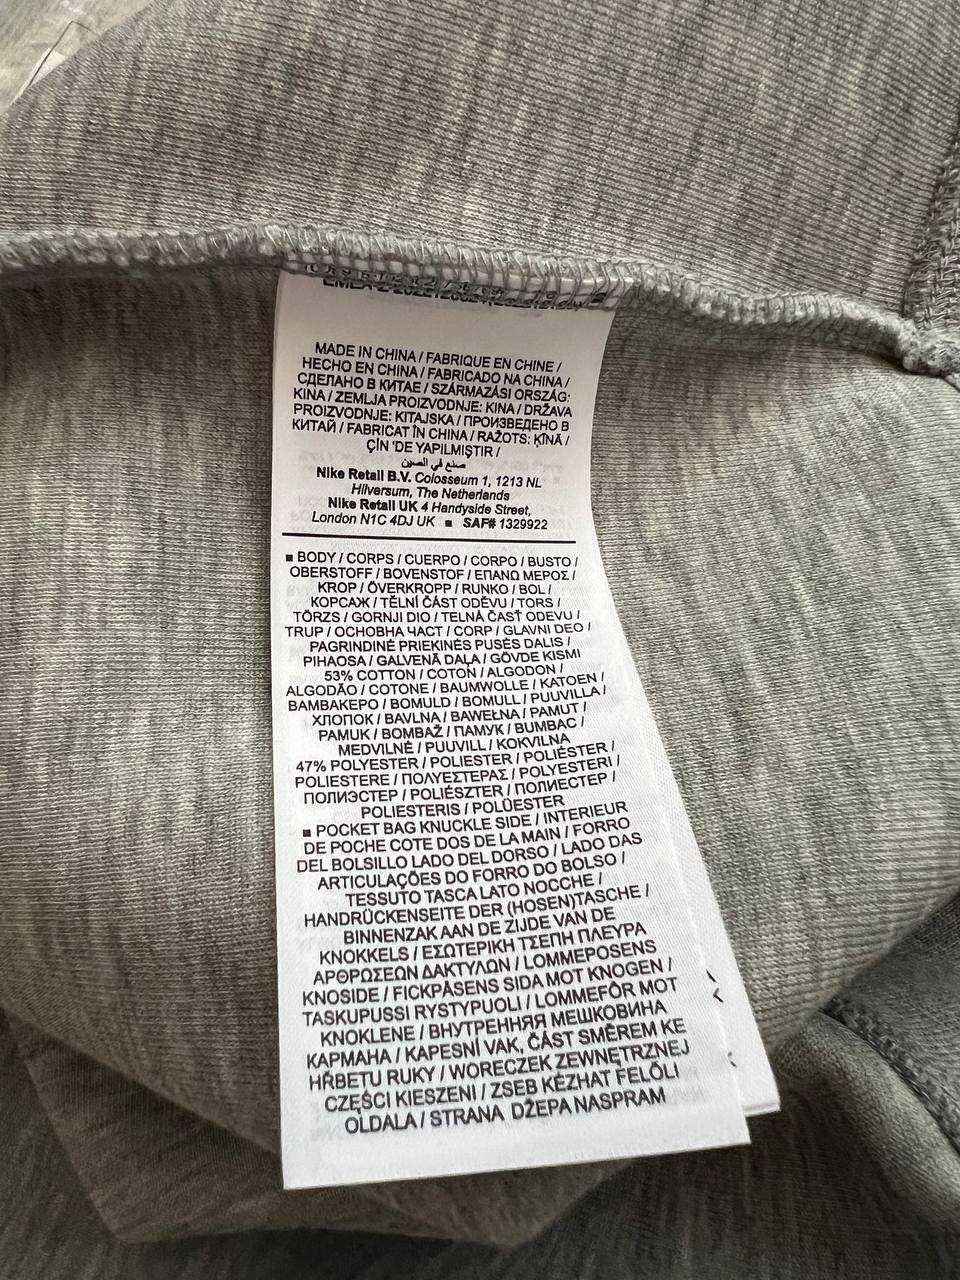 MADE IN CHINA / FABRIQUE EN CHINE /
HECHO EN CHINA / FABRICADO NA CHINA /
СДЕЛАНО В КИТАЕ / SZÁRMAZÁSI ORSZÁG:
KINA / ZEMLJA PROIZVODNJE: KINA / DRŽAVA
PROIZVODNJE: KITAJSKA / ПРОИЗВЕДЕНО В
КИТАЙ / FABRICAT ÎN CHINA / RAŽOTS: ĶĪNĀ /
ÇİN 'DE YAPILMIŞTIR /
صنع في الصين
Nike Retail B.V. Colosseum 1, 1213 NL
Hilversum, The Netherlands
Nike Retail UK 4 Handyside Street,
London N1C 4DJ UK ■ SAF# 1329922
■ BODY / CORPS / CUERPO / CORPO / BUSTO /
OBERSTOFF / BOVENSTOF / ΕΠΑΝΩ ΜΕΡΟΣ /
KROP / ÖVERKROPP / RUNKO / BOL /
КОРСАЖ / TĚLNÍ ČÁST ODĚVU / TORS /
TÖRZS / GORNJI DIO / TELNÁ ČASŤ ODEVU /
TRUP / ОСНОВНА ЧАСТ / CORP / GLAVNI DEO /
PAGRINDINĖ PRIEKINĖS PUSĖS DALIS /
PIHAOSA / GALVENĀ DAĻA / GÖVDE KISMI
53% COTTON / COTON / ALGODON /
ALGODÃO / COTONE / BAUMWOLLE / KATOEN /
ΒΑΜΒΑΚΕΡΟ / BOMULD / BOMULL / PUUVILLA /
ХЛОПОК / BAVLNA / BAWEŁNA / PAMUT /
PAMUK / BOMBAŽ / ПАМУК / BUMBAC /
MEDVILNĖ / PUUVILL / KOKVILNA
47% POLYESTER / POLIESTER / POLIÉSTER /
POLIESTERE / ΠΟΛΥΕΣΤΕΡΑΣ / POLYESTERI /
ПОЛИЭСТЕР / POLIÉSZTER / ПОЛИЕСТЕР /
POLIESTERIS / POLÜESTER
■ POCKET BAG KNUCKLE SIDE / INTERIEUR
DE POCHE COTE DOS DE LA MAIN / FORRO
DEL BOLSILLO LADO DEL DORSO / LADO DAS
ARTICULAÇÕES DO FORRO DO BOLSO /
TESSUTO TASCA LATO NOCCHE /
HANDRÜCKENSEITE DER (HOSEN)TASCHE /
BINNENZAK AAN DE ZIJDE VAN DE
KNOKKELS / ΕΣΩΤΕΡΙΚΗ ΤΣΕΠΗ ΠΛΕΥΡΑ
ΑΡΘΡΩΣΕΩΝ ΔΑΚΤΥΛΩΝ / LOMMEPOSENS
KNOSIDE / FICKPÅSENS SIDA MOT KNOGEN /
TASKUPUSSI RYSTYPUOLI / LOMMEFÔR MOT
KNOKLENE / ВНУТРЕННЯЯ МЕШКОВИНА
КАРМАНА / KAPESNÍ VAK, ČÁST SMĚREM KE
HŘBETU RUKY / WORECZEK ZEWNĘTRZNEJ
CZĘŚCI KIESZENI / ZSEB KÉZHÁT FELŐLI
OLDALA / STRANA DŽEPA NASPRAM